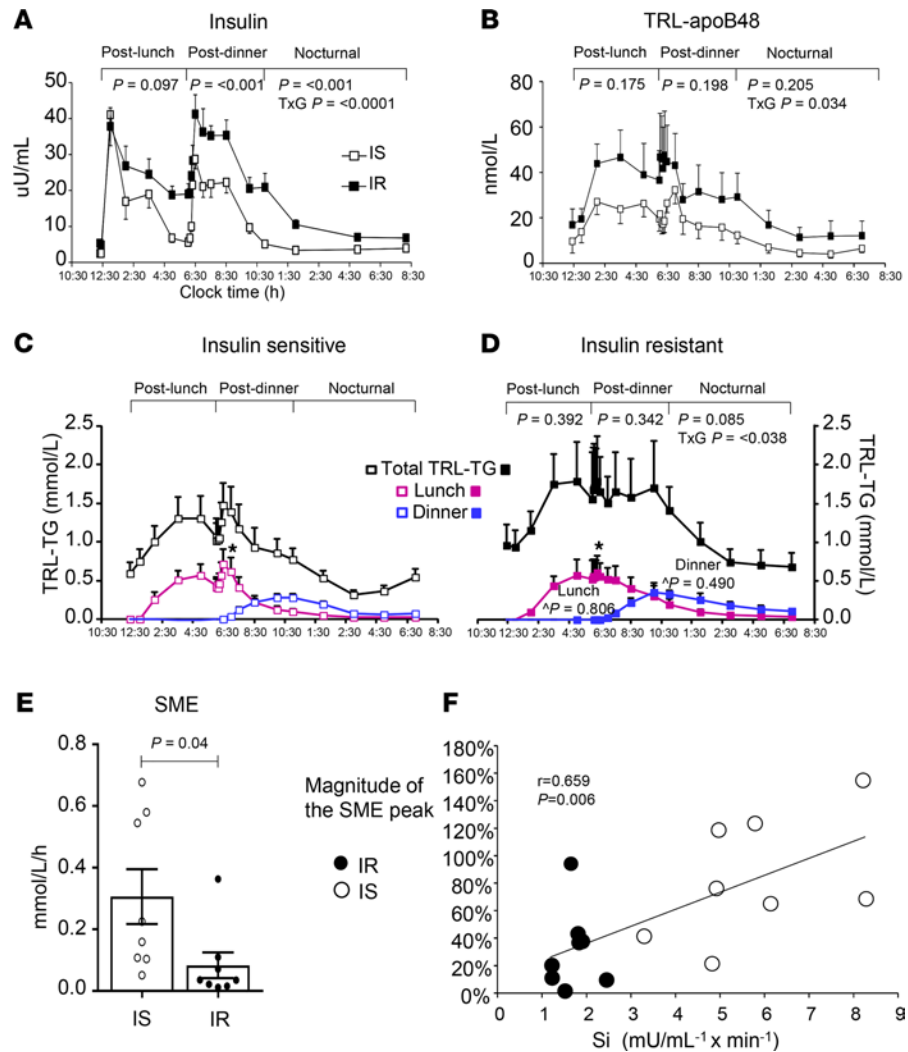 A
Insulin
Post-lunch Post-dinner Nocturnal
P = 0.097 P = <0.001 P = <0.001
TxG P = <0.0001
uU/mL
50
40
30
20
10
0
IS
IR
10:30 12:30 2:30 4:30 6:30 8:30 10:30 1:30 2:30 4:30 6:30 8:30
Clock time (h)
B
TRL-apoB48
Post-lunch Post-dinner Nocturnal
P = 0.175 P = 0.198 P = 0.205
TxG P = 0.034
nmol/L
80
60
40
20
0
10:30 12:30 2:30 4:30 6:30 8:30 10:30 1:30 2:30 4:30 6:30 8:30
C
Insulin sensitive
Post-lunch Post-dinner Nocturnal
TRL-TG (mmol/L)
2.5
2.0
1.5
1.0
0.5
0.0
*
10:30 12:30 2:30 4:30 6:30 8:30 10:30 1:30 2:30 4:30 6:30 8:30
Total TRL-TG
Lunch
Dinner
D
Insulin resistant
Post-lunch Post-dinner Nocturnal
P = 0.392 P = 0.342 P = 0.085
TxG P = <0.038
TRL-TG (mmol/L)
2.5
2.0
1.5
1.0
0.5
0.0
*
Lunch
^P = 0.806
Dinner
^P = 0.490
10:30 12:30 2:30 4:30 6:30 8:30 10:30 1:30 2:30 4:30 6:30 8:30
E
SME
P = 0.04
mmol/L/h
0.8
0.6
0.4
0.2
0.0
IS IR
Magnitude of
the SME peak
IR
IS
F
180%
160%
140%
120%
100%
80%
60%
40%
20%
0%
r=0.659
P=0.006
0 1 2 3 4 5 6 7 8 9
Si (mU/mL⁻¹ x min⁻¹)